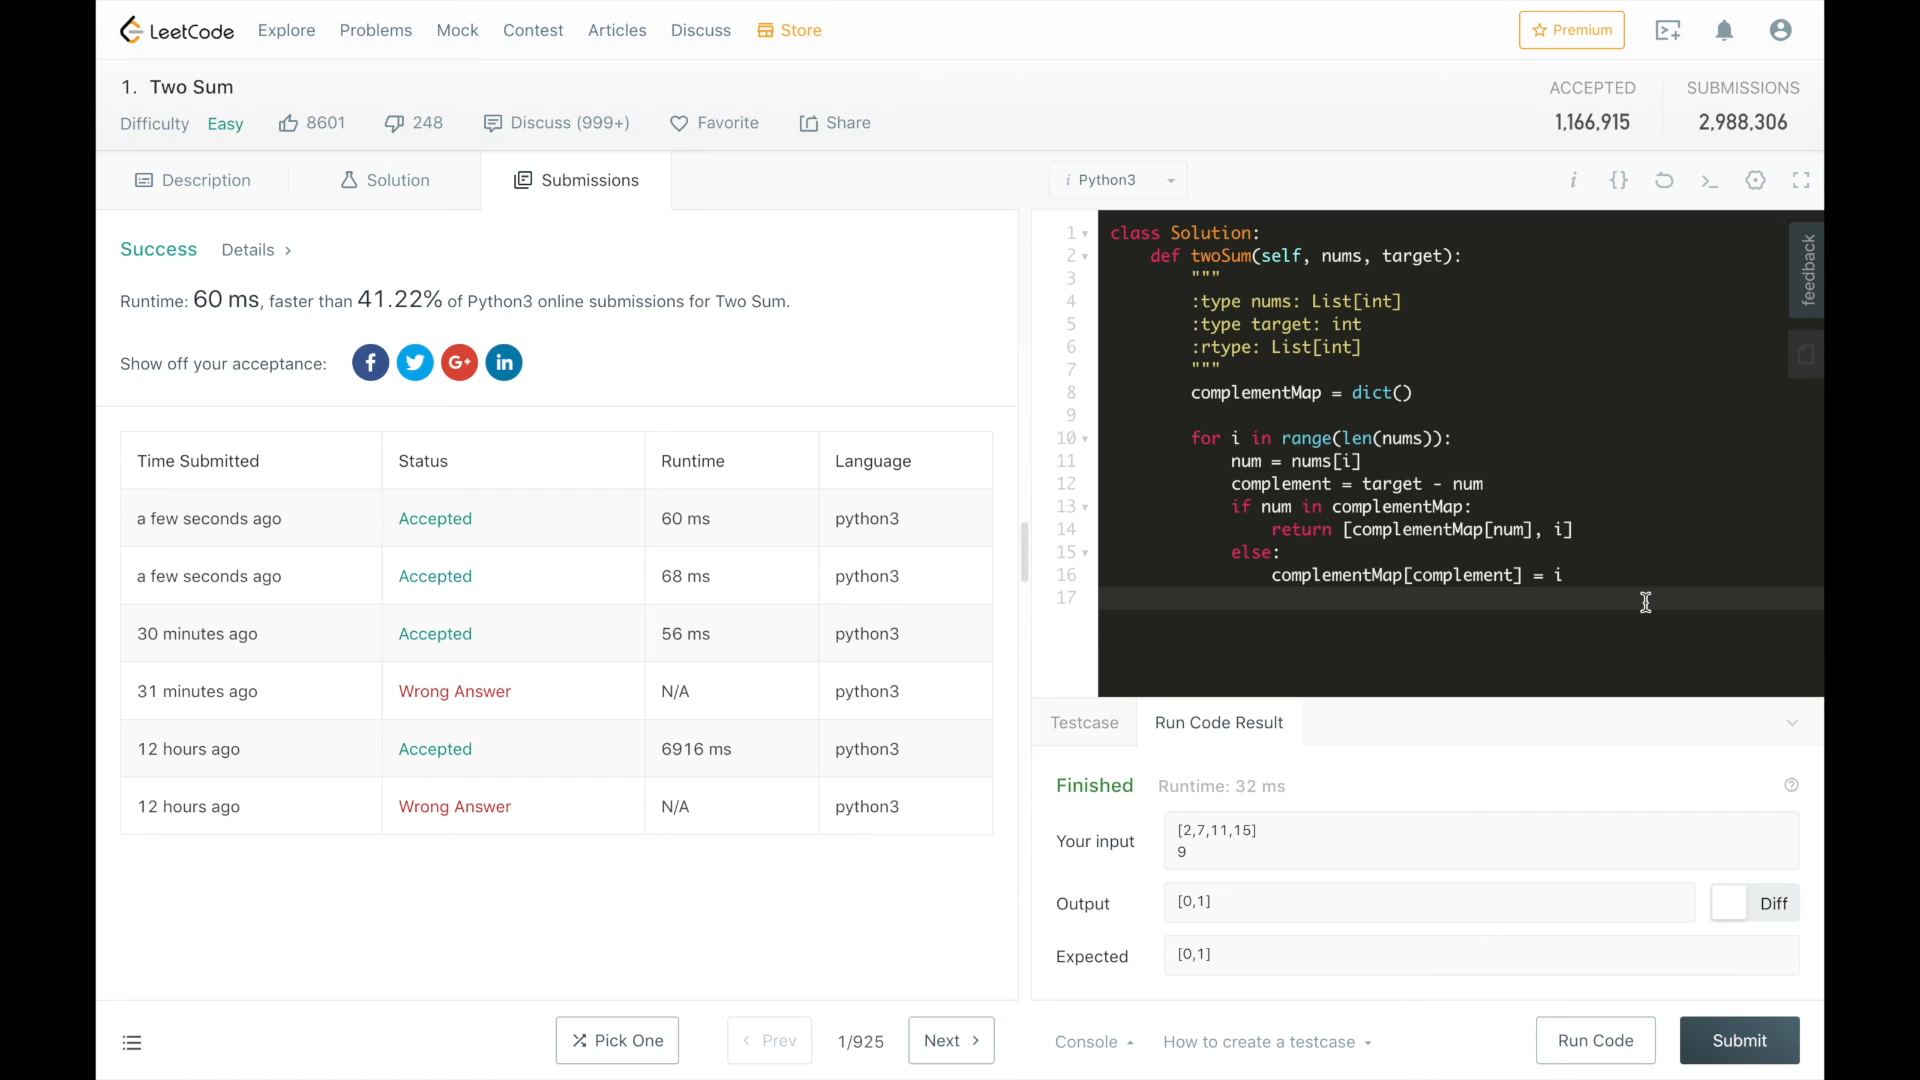 LeetCode Explore Problems Mock Contest Articles Discuss Store Premium
1. Two Sum
ACCEPTED SUBMISSIONS
Difficulty Easy 8601 248 Discuss (999+) Favorite Share
1,166,915 2,988,306
Description Solution Submissions
i Python3
i {}
Success Details >
Runtime: 60 ms, faster than 41.22% of Python3 online submissions for Two Sum.
Show off your acceptance: f G+ in
Time Submitted Status Runtime Language
a few seconds ago Accepted 60 ms python3
a few seconds ago Accepted 68 ms python3
30 minutes ago Accepted 56 ms python3
31 minutes ago Wrong Answer N/A python3
12 hours ago Accepted 6916 ms python3
12 hours ago Wrong Answer N/A python3
1 class Solution:
2 def twoSum(self, nums, target):
3 """
4 :type nums: List[int]
5 :type target: int
6 :rtype: List[int]
7 """
8 complementMap = dict()
9
10 for i in range(len(nums)):
11 num = nums[i]
12 complement = target - num
13 if num in complementMap:
14 return [complementMap[num], i]
15 else:
16 complementMap[complement] = i
17
feedback
Testcase Run Code Result
Finished Runtime: 32 ms
Your input
[2,7,11,15]
9
Output [0,1] Diff
Expected [0,1]
Pick One < Prev 1/925 Next >
Console How to create a testcase Run Code Submit